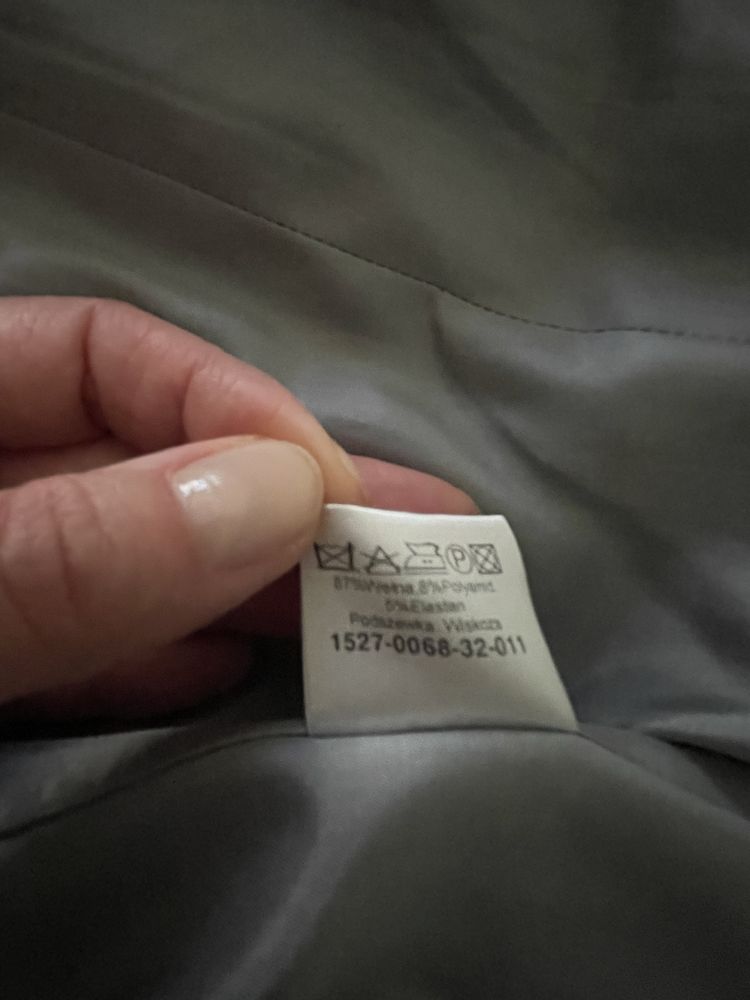 P
87%Wełna,8%Polyamid
5%Elastan
Podszewka: Wiskoza
1527-0068-32-011